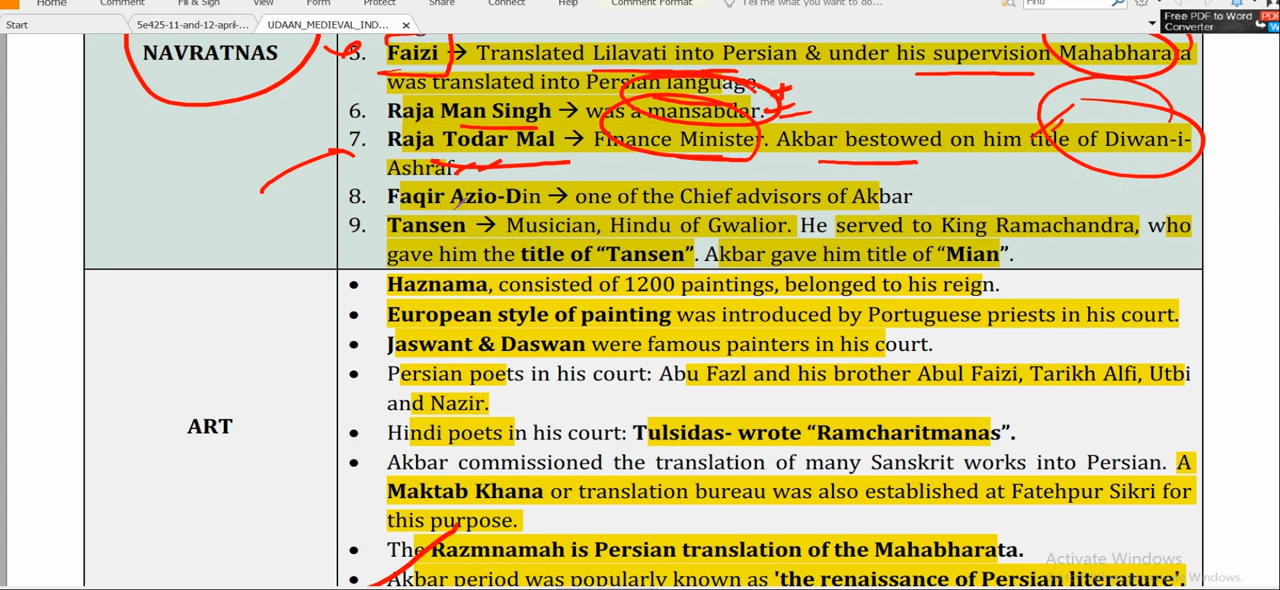 Home Comment Fill & Sign View Form Protect Share Connect Help Comment Format Tell me what you want to do... Find
Start 5e425-11-and-12-april-... UDAAN_MEDIEVAL_IND... × Free PDF to Word
Converter
NAVRATNAS
5. Faizi → Translated Lilavati into Persian & under his supervision Mahabharata
was translated into Persian language.
6. Raja Man Singh → was a mansabdar.
7. Raja Todar Mal → Finance Minister. Akbar bestowed on him title of Diwan-i-
Ashraf.
8. Faqir Azio-Din → one of the Chief advisors of Akbar
9. Tansen → Musician, Hindu of Gwalior. He served to King Ramachandra, who
gave him the title of “Tansen”. Akbar gave him title of “Mian”.
ART
• Haznama, consisted of 1200 paintings, belonged to his reign.
• European style of painting was introduced by Portuguese priests in his court.
• Jaswant & Daswan were famous painters in his court.
• Persian poets in his court: Abu Fazl and his brother Abul Faizi, Tarikh Alfi, Utbi
and Nazir.
• Hindi poets in his court: Tulsidas- wrote “Ramcharitmanas”.
• Akbar commissioned the translation of many Sanskrit works into Persian. A
Maktab Khana or translation bureau was also established at Fatehpur Sikri for
this purpose.
• The Razmnamah is Persian translation of the Mahabharata.
• Akbar period was popularly known as 'the renaissance of Persian literature'.
Activate Windows